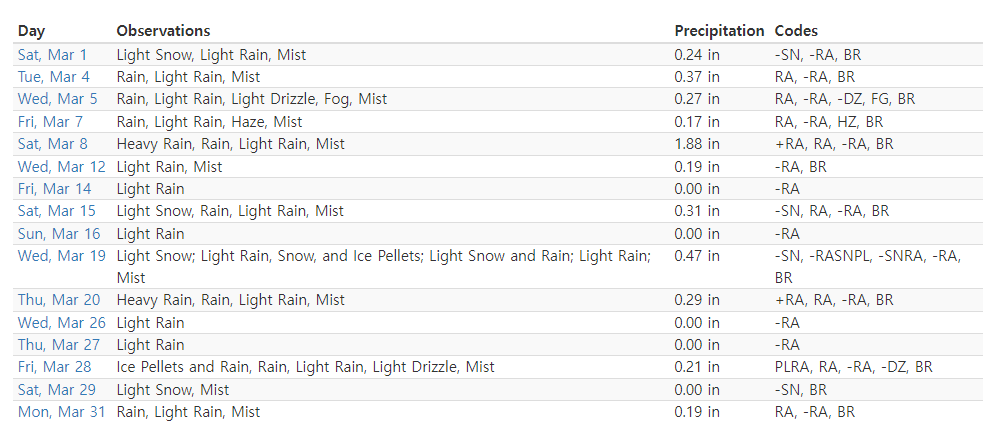 Day Observations Precipitation Codes
Sat, Mar 1 Light Snow, Light Rain, Mist 0.24 in -SN, -RA, BR
Tue, Mar 4 Rain, Light Rain, Mist 0.37 in RA, -RA, BR
Wed, Mar 5 Rain, Light Rain, Light Drizzle, Fog, Mist 0.27 in RA, -RA, -DZ, FG, BR
Fri, Mar 7 Rain, Light Rain, Haze, Mist 0.17 in RA, -RA, HZ, BR
Sat, Mar 8 Heavy Rain, Rain, Light Rain, Mist 1.88 in +RA, RA, -RA, BR
Wed, Mar 12 Light Rain, Mist 0.19 in -RA, BR
Fri, Mar 14 Light Rain 0.00 in -RA
Sat, Mar 15 Light Snow, Rain, Light Rain, Mist 0.31 in -SN, RA, -RA, BR
Sun, Mar 16 Light Rain 0.00 in -RA
Wed, Mar 19 Light Snow; Light Rain, Snow, and Ice Pellets; Light Snow and Rain; Light Rain; 0.47 in -SN, -RASNPL, -SNRA, -RA,
Mist BR
Thu, Mar 20 Heavy Rain, Rain, Light Rain, Mist 0.29 in +RA, RA, -RA, BR
Wed, Mar 26 Light Rain 0.00 in -RA
Thu, Mar 27 Light Rain 0.00 in -RA
Fri, Mar 28 Ice Pellets and Rain, Rain, Light Rain, Light Drizzle, Mist 0.21 in PLRA, RA, -RA, -DZ, BR
Sat, Mar 29 Light Snow, Mist 0.00 in -SN, BR
Mon, Mar 31 Rain, Light Rain, Mist 0.19 in RA, -RA, BR